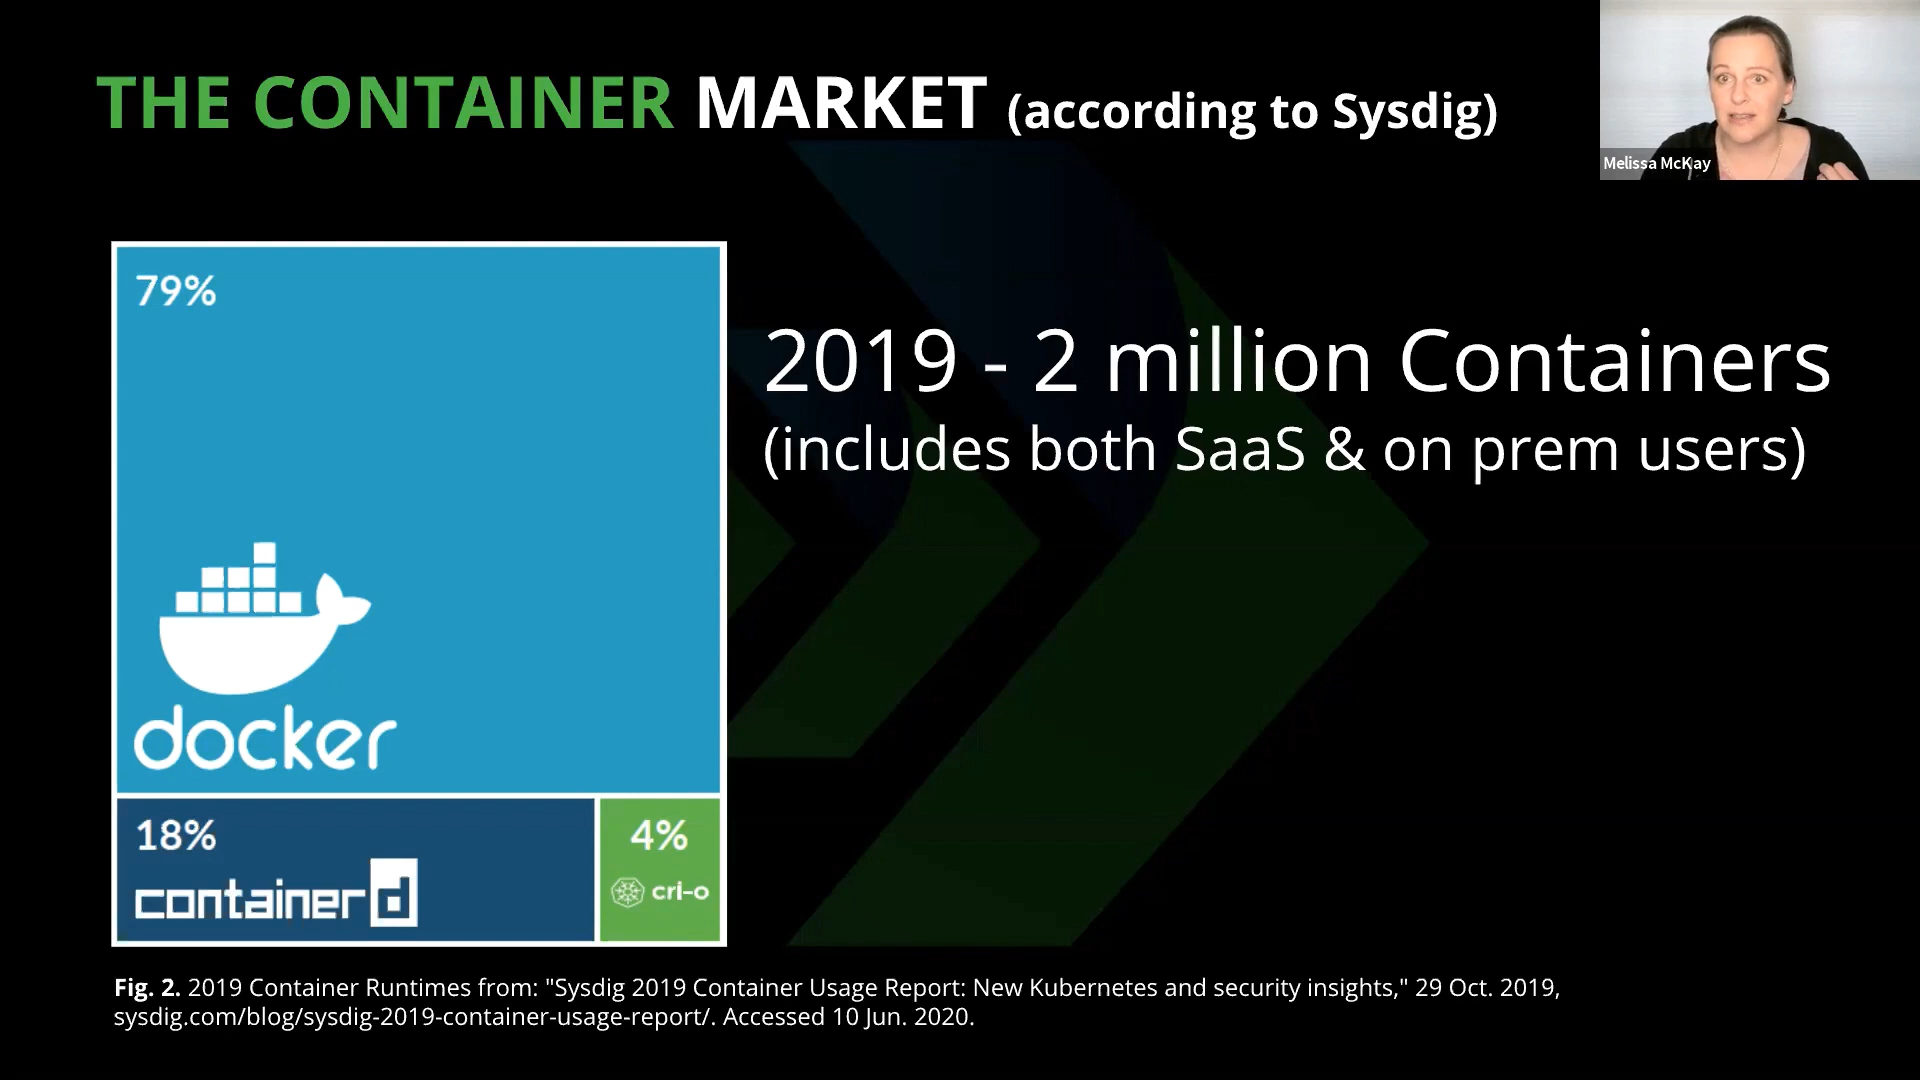 THE CONTAINER MARKET (according to Sysdig)
Melissa McKay
79%
docker
18%
containerd
4%
cri-o
2019 - 2 million Containers
(includes both SaaS & on prem users)
Fig. 2. 2019 Container Runtimes from: "Sysdig 2019 Container Usage Report: New Kubernetes and security insights," 29 Oct. 2019,
sysdig.com/blog/sysdig-2019-container-usage-report/. Accessed 10 Jun. 2020.